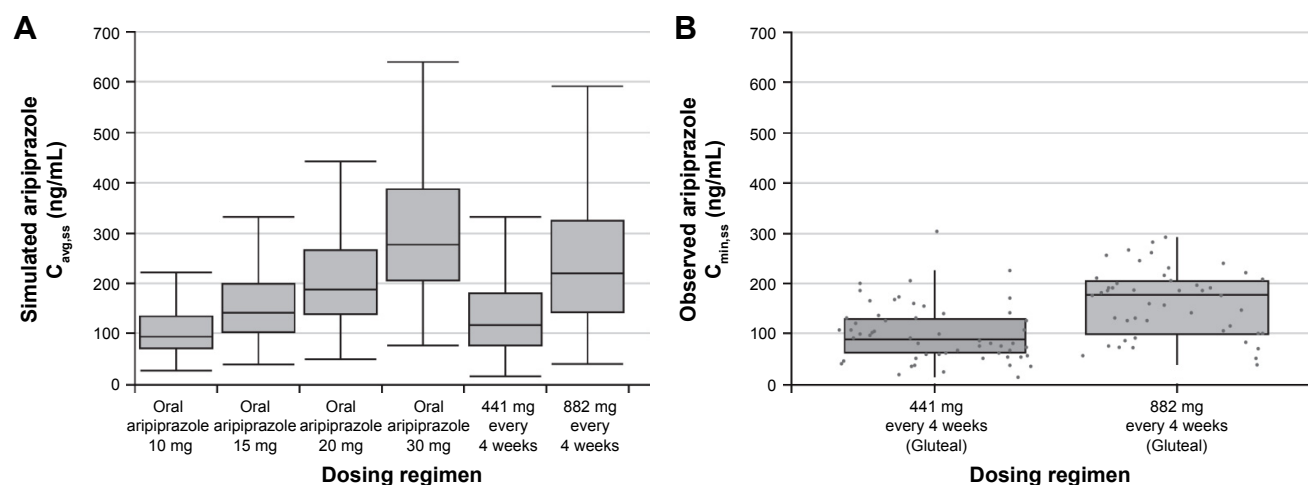 A
Simulated aripiprazole
Cavg,ss (ng/mL)
700
600
500
400
300
200
100
0
Oral
aripiprazole
10 mg
Oral
aripiprazole
15 mg
Oral
aripiprazole
20 mg
Oral
aripiprazole
30 mg
441 mg
every
4 weeks
882 mg
every
4 weeks
Dosing regimen
B
Observed aripiprazole
Cmin,ss (ng/mL)
700
600
500
400
300
200
100
0
441 mg
every 4 weeks
(Gluteal)
882 mg
every 4 weeks
(Gluteal)
Dosing regimen